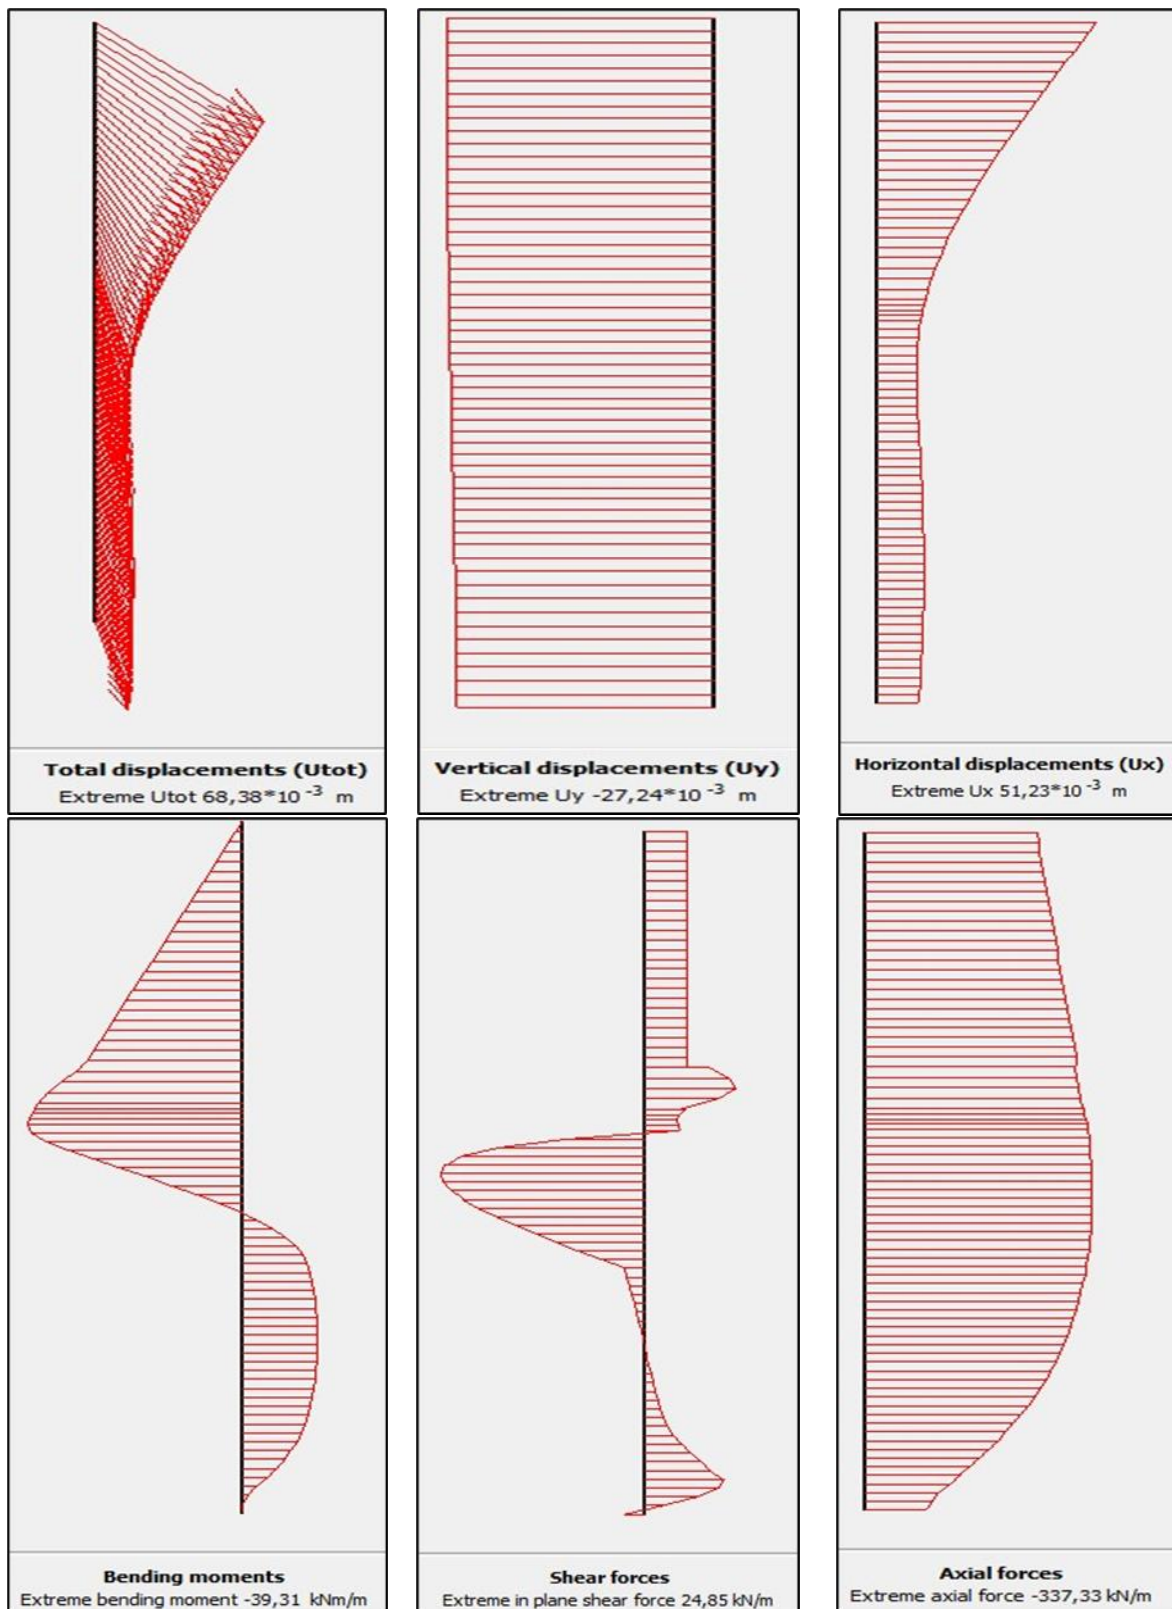 Total displacements (Utot)
Extreme Utot 68,38*10 -3 m
Vertical displacements (Uy)
Extreme Uy -27,24*10 -3 m
Horizontal displacements (Ux)
Extreme Ux 51,23*10 -3 m
Bending moments
Extreme bending moment -39,31 kNm/m
Shear forces
Extreme in plane shear force 24,85 kN/m
Axial forces
Extreme axial force -337,33 kN/m